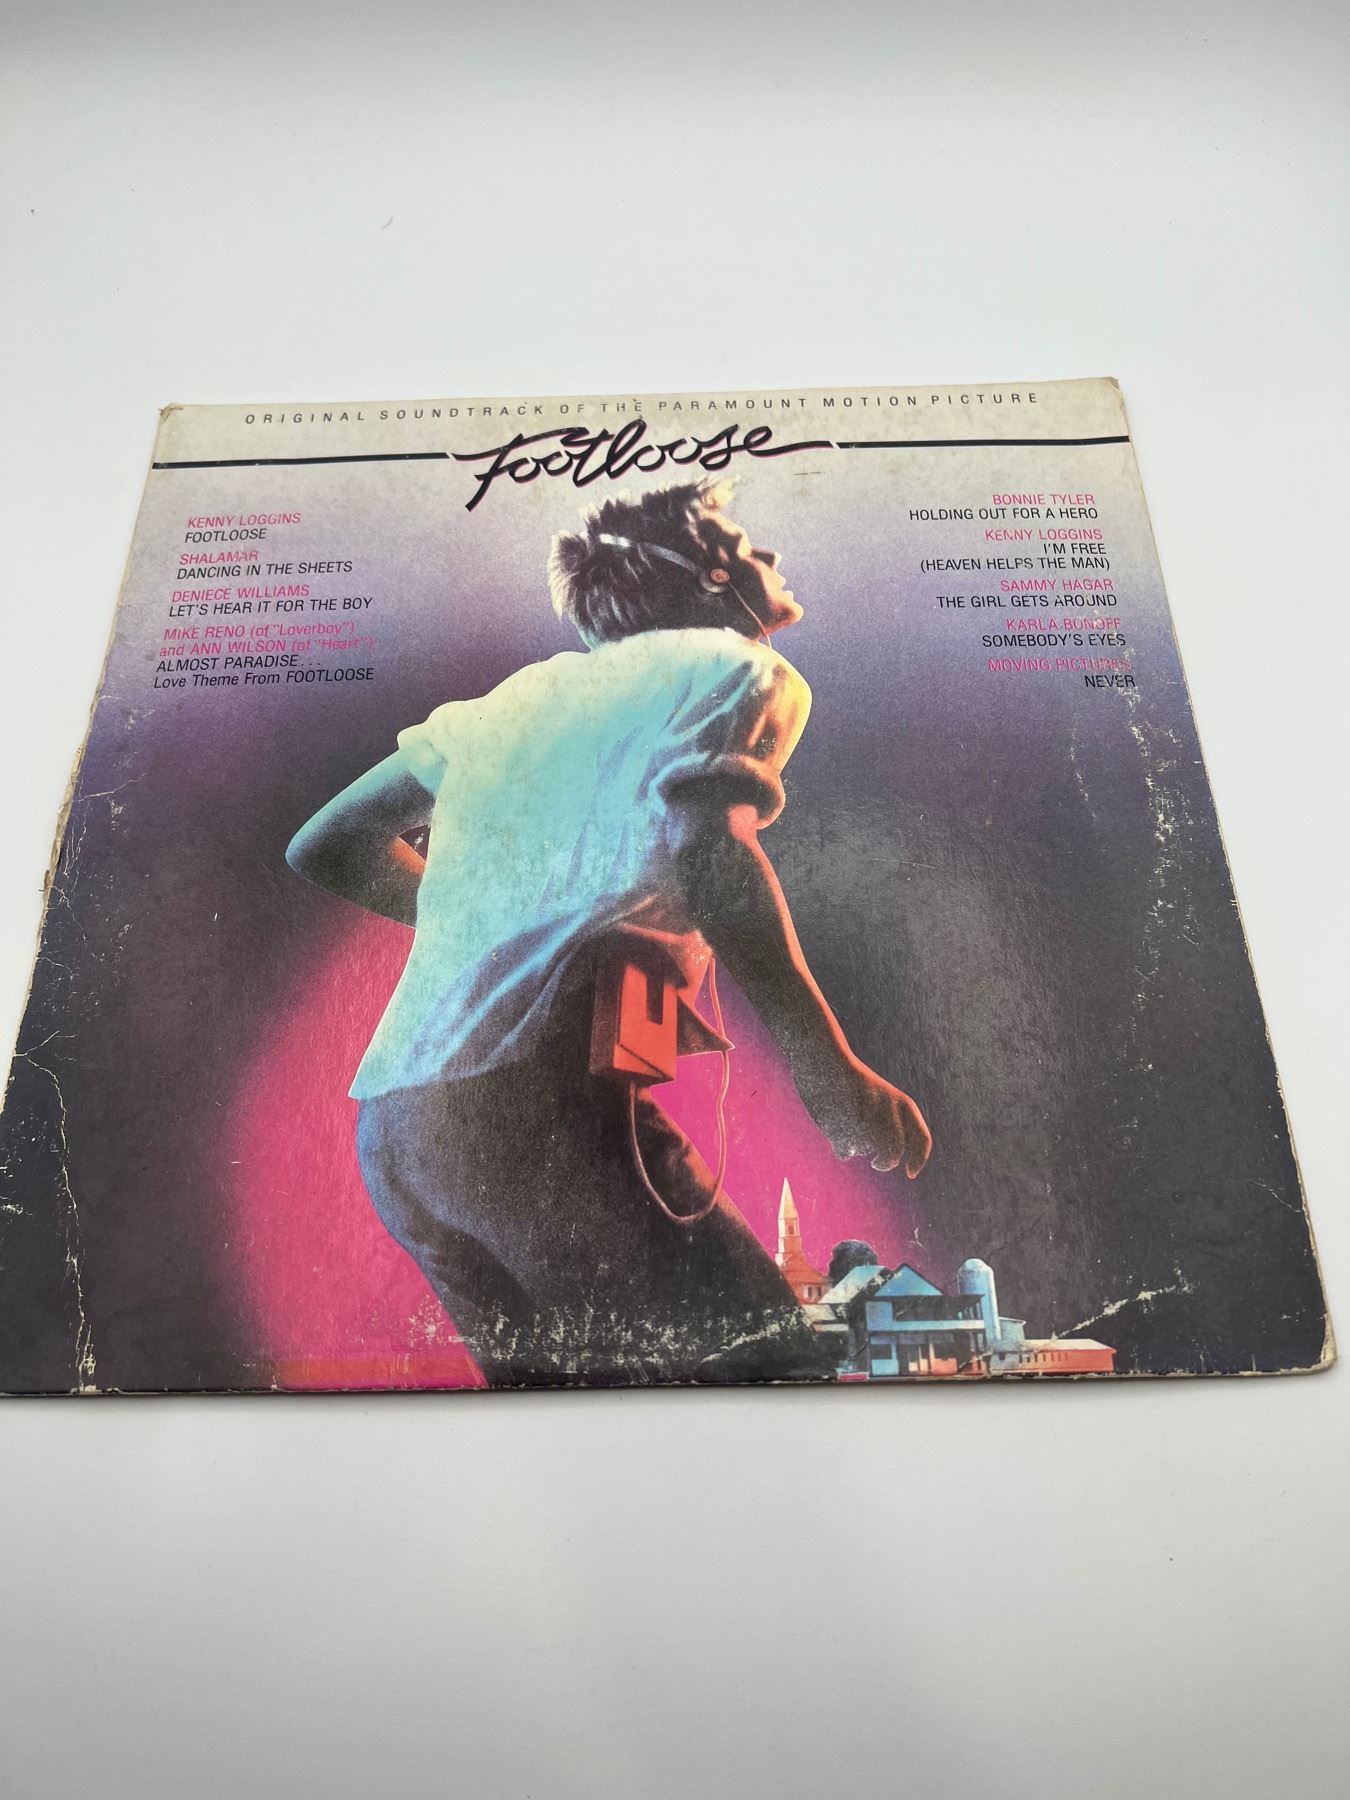 ORIGINAL SOUNDTRACK OF THE PARAMOUNT MOTION PICTURE
Footloose
KENNY LOGGINS
FOOTLOOSE
SHALAMAR
DANCING IN THE SHEETS
DENIECE WILLIAMS
LET'S HEAR IT FOR THE BOY
MIKE RENO (of "Loverboy")
and ANN WILSON (of "Heart")
ALMOST PARADISE...
Love Theme From FOOTLOOSE
BONNIE TYLER
HOLDING OUT FOR A HERO
KENNY LOGGINS
I'M FREE
(HEAVEN HELPS THE MAN)
SAMMY HAGAR
THE GIRL GETS AROUND
KARLA BONOFF
SOMEBODY'S EYES
MOVING PICTURES
NEVER